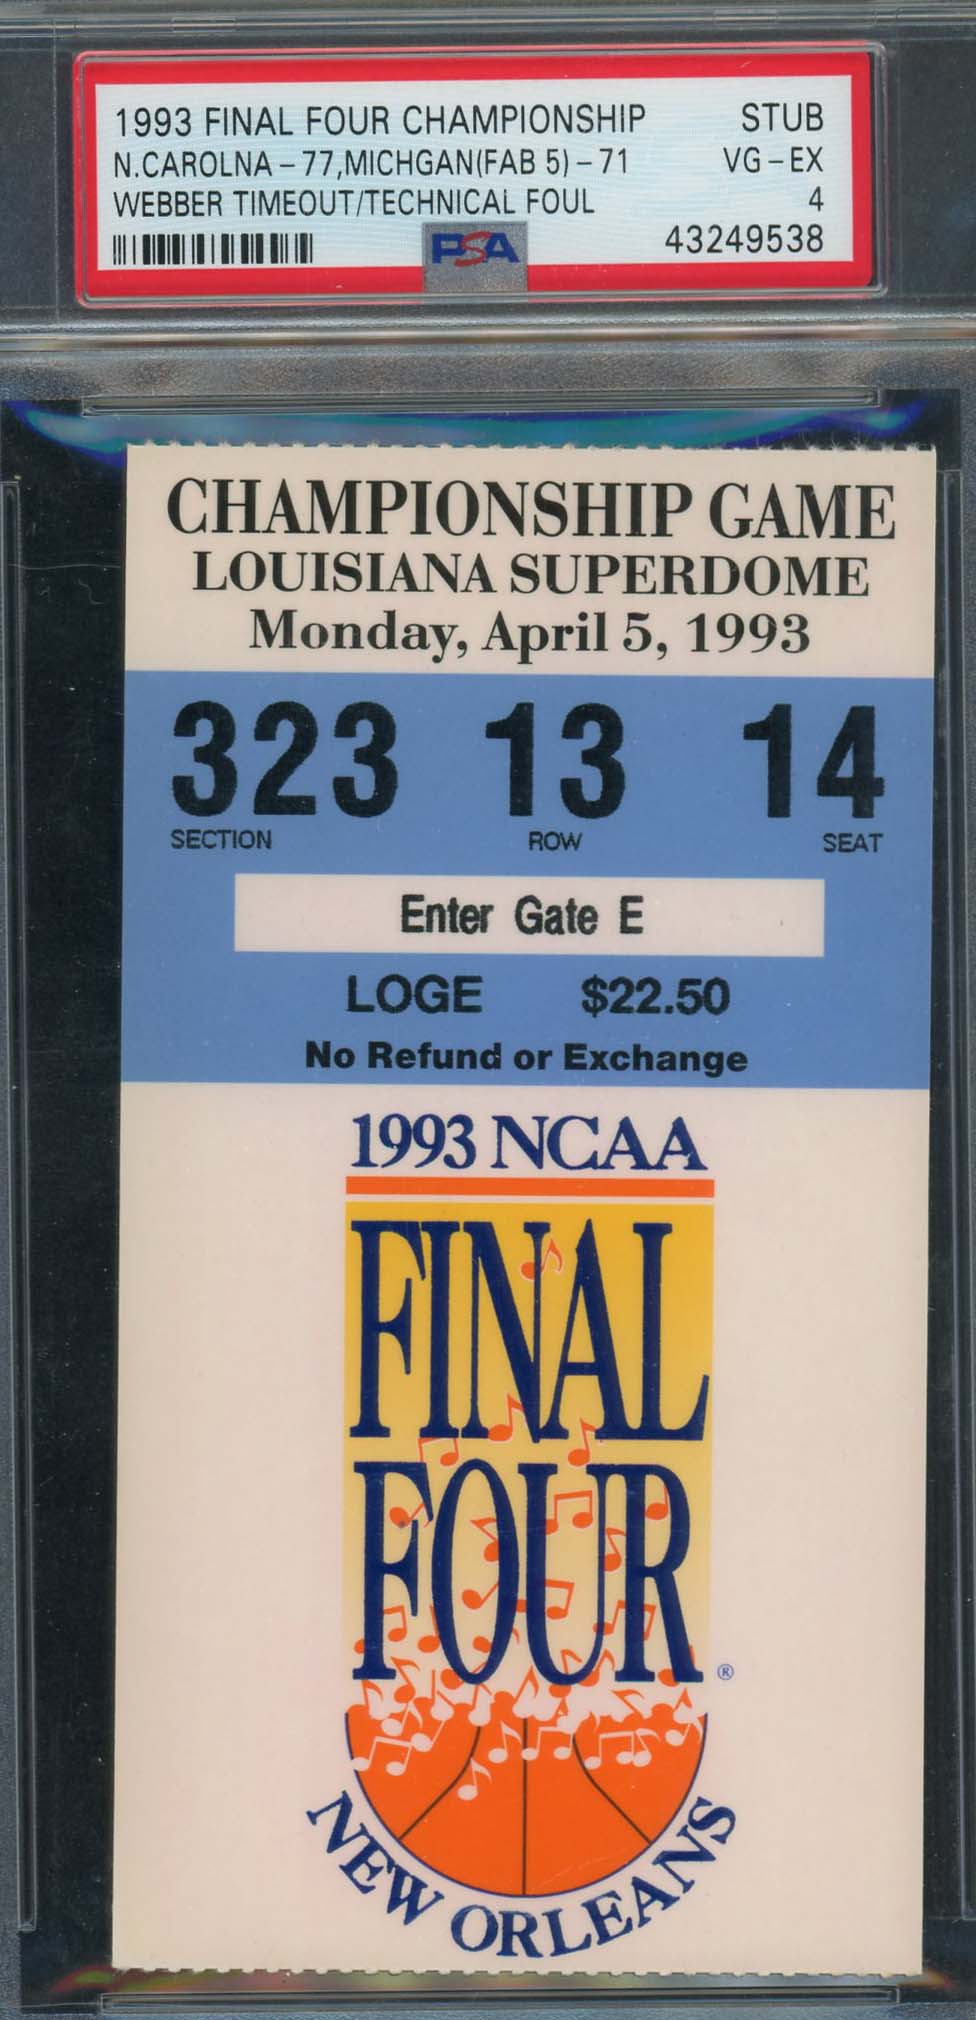 1993 FINAL FOUR CHAMPIONSHIP STUB
N.CAROLNA-77,MICHGAN(FAB 5)-71 VG-EX
WEBBER TIMEOUT/TECHNICAL FOUL 4
PSA 43249538
CHAMPIONSHIP GAME
LOUISIANA SUPERDOME
Monday, April 5, 1993
323 13 14
SECTION ROW SEAT
Enter Gate E
LOGE $22.50
No Refund or Exchange
1993 NCAA
FINAL
FOUR
®
NEW ORLEANS